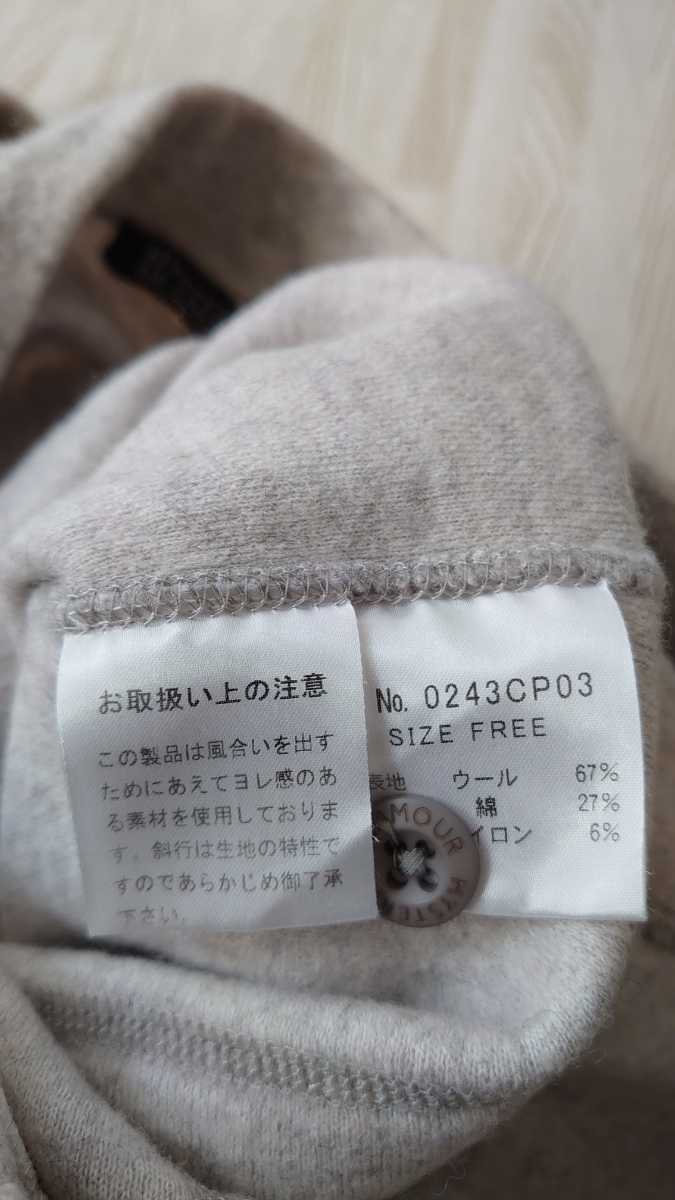 お取扱い上の注意
この製品は風合いを出す
ためにあえてヨレ感のあ
る素材を使用しておりま
す。斜行は生地の特性で
すのであらかじめ御了承
下さい。
No. 0243CP03
SIZE FREE
表地 ウール 67%
綿 27%
イロン 6%
AMOUR
HYSTE